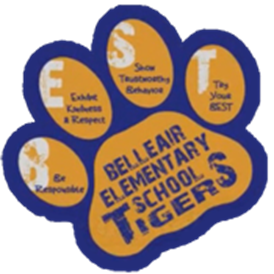 B
Be
Responsible
E
Exhibit
Kindness
& Respect
S
Show
Trustworthy
Behavior
T
Try
Your
BEST
BELLEAIR
ELEMENTARY
SCHOOL
TIGERS